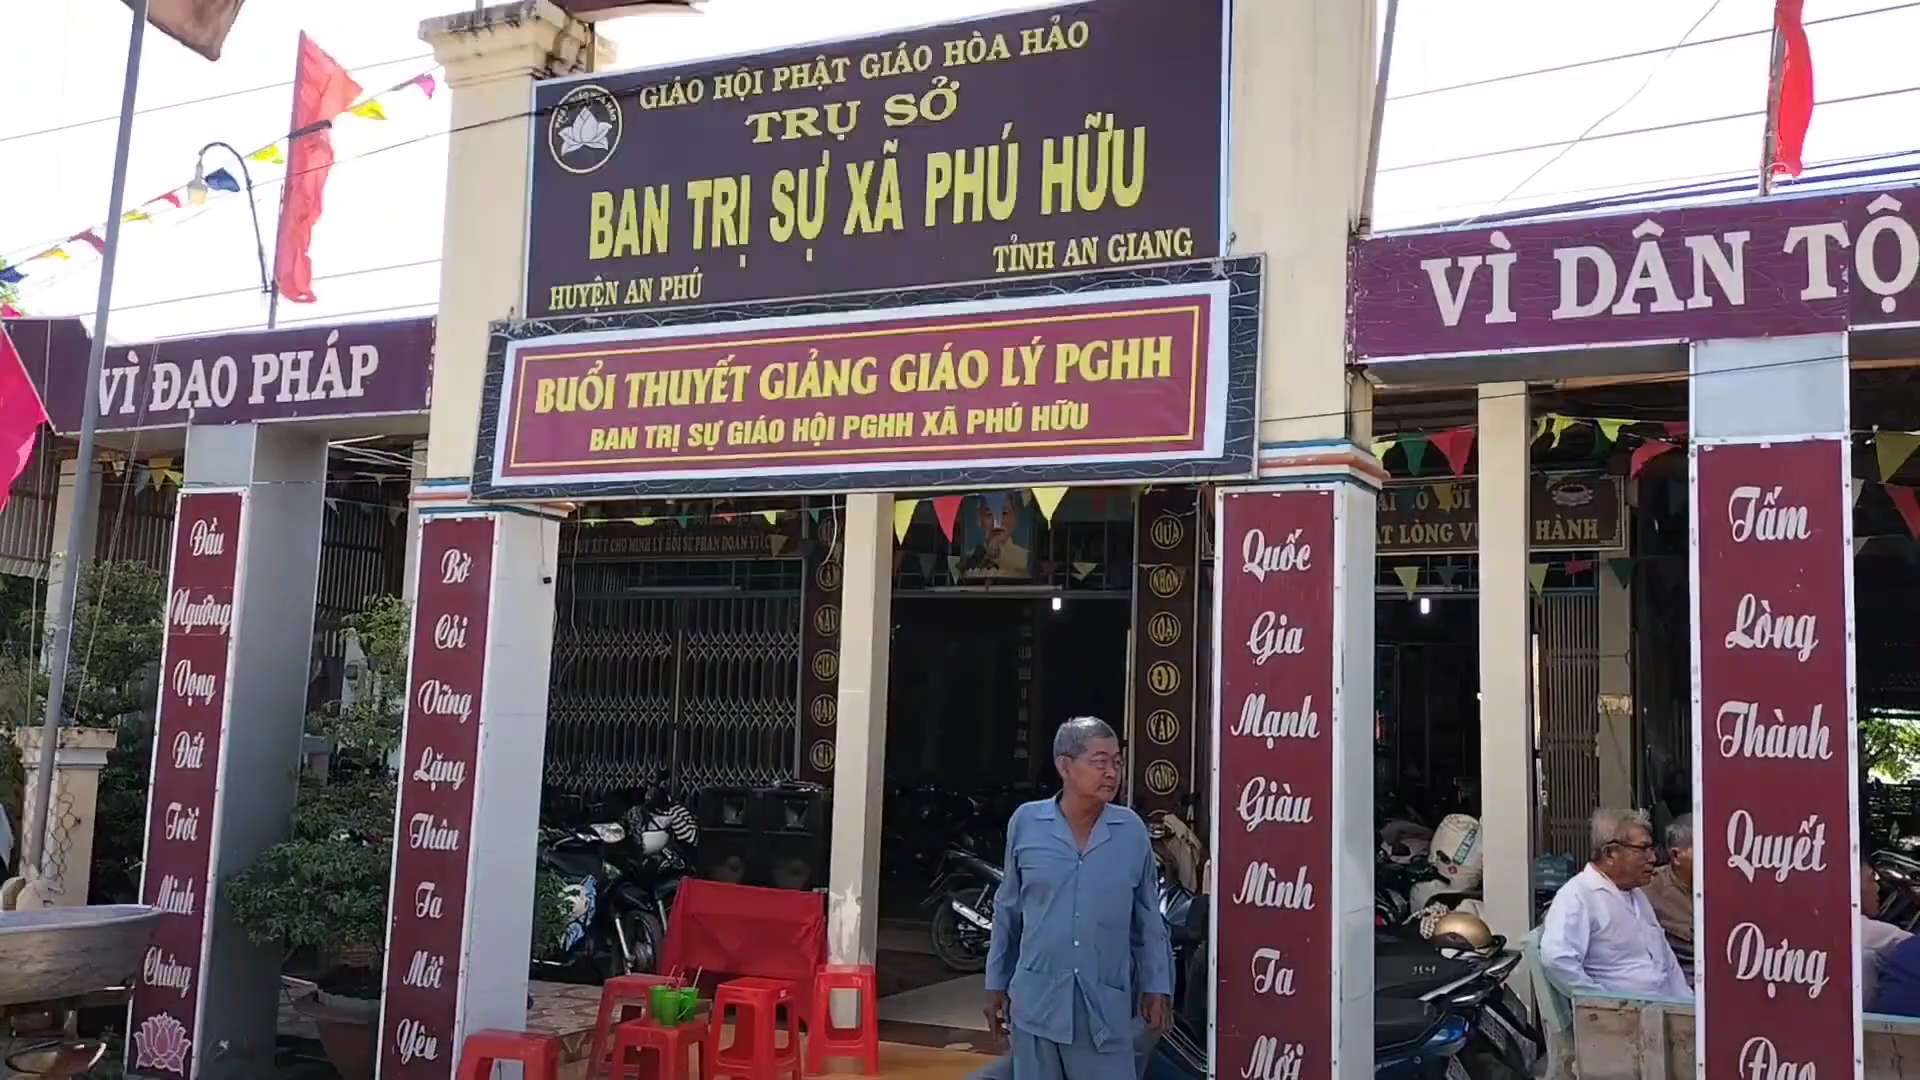 GIÁO HỘI PHẬT GIÁO HÒA HẢO
TRỤ SỞ
BAN TRỊ SỰ XÃ PHÚ HỮU
HUYỆN AN PHÚ
TỈNH AN GIANG
BUỔI THUYẾT GIẢNG GIÁO LÝ PGHH
BAN TRỊ SỰ GIÁO HỘI PGHH XÃ PHÚ HỮU
VÌ ĐẠO PHÁP
VÌ DÂN TỘ
Đầu
Ngưỡng
Vọng
Đất
Trời
Minh
Chứng
Bờ
Cỏi
Vững
Lặng
Thân
Ta
Mới
Yên
Quốc
Gia
Mạnh
Giàu
Mình
Ta
Mới
Tấm
Lòng
Thành
Quyết
Dựng
Đạo
HÀNH